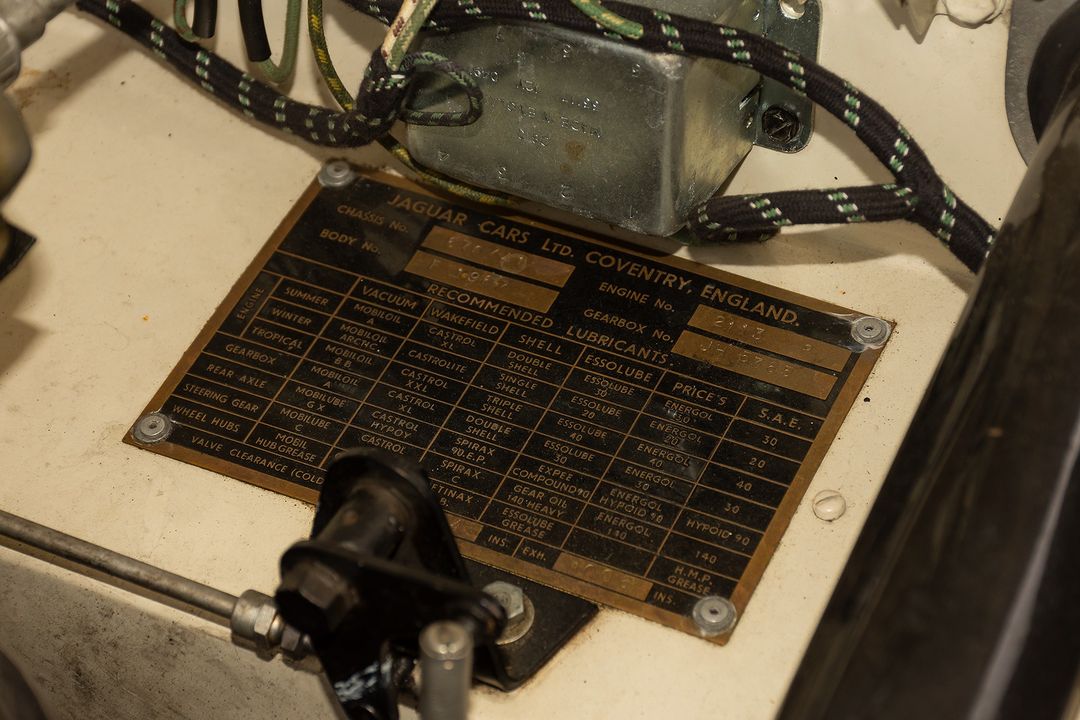 JAGUAR CARS LTD. COVENTRY, ENGLAND.
CHASSIS No. ENGINE No.
BODY No. GEARBOX No.
RECOMMENDED LUBRICANTS.
VACUUM WAKEFIELD SHELL ESSOLUBE PRICE'S S.A.E.
ENGINE
SUMMER MOBILOIL A CASTROL XL DOUBLE SHELL ESSOLUBE 30 ENERGOL 30 30
WINTER MOBILOIL ARCTIC. CASTROLITE SINGLE SHELL ESSOLUBE 20 ENERGOL 20 20
TROPICAL MOBILOIL B B. CASTROL XXL TRIPLE SHELL ESSOLUBE 40 ENERGOL 40 40
GEARBOX MOBILOIL A CASTROL XL DOUBLE SHELL ESSOLUBE 30 ENERGOL 30 30
REAR AXLE MOBILUBE G X CASTROL HYPOY SPIRAX 90.E.P. EXPEE COMPOUND 90 ENERGOL HYPOID 90 HYPOID 90
STEERING GEAR MOBILUBE C CASTROL SPIRAX C GEAR OIL 140'HEAVY' ENERGOL 140 140
WHEEL HUBS MOBIL HUBGREASE ESSOLUBE GREASE H.M.P. GREASE
VALVE CLEARANCE (COLD INS. EXH. INS.